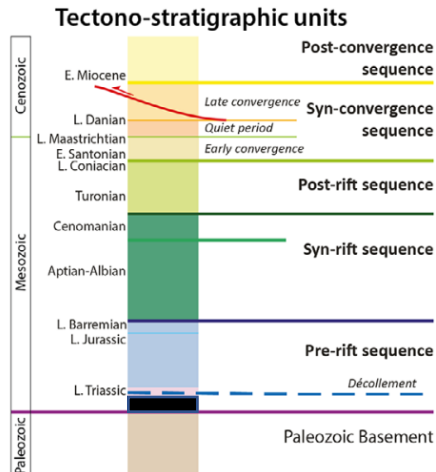 Tectono-stratigraphic units
Cenozoic
Mesozoic
Paleozoic
E. Miocene
L. Danian
L. Maastrichtian
E. Santonian
L. Coniacian
Turonian
Cenomanian
Aptian-Albian
L. Barremian
L. Jurassic
L. Triassic
Late convergence
Quiet period
Early convergence
Post-convergence
sequence
Syn-convergence
sequence
Post-rift sequence
Syn-rift sequence
Pre-rift sequence
Décollement
Paleozoic Basement